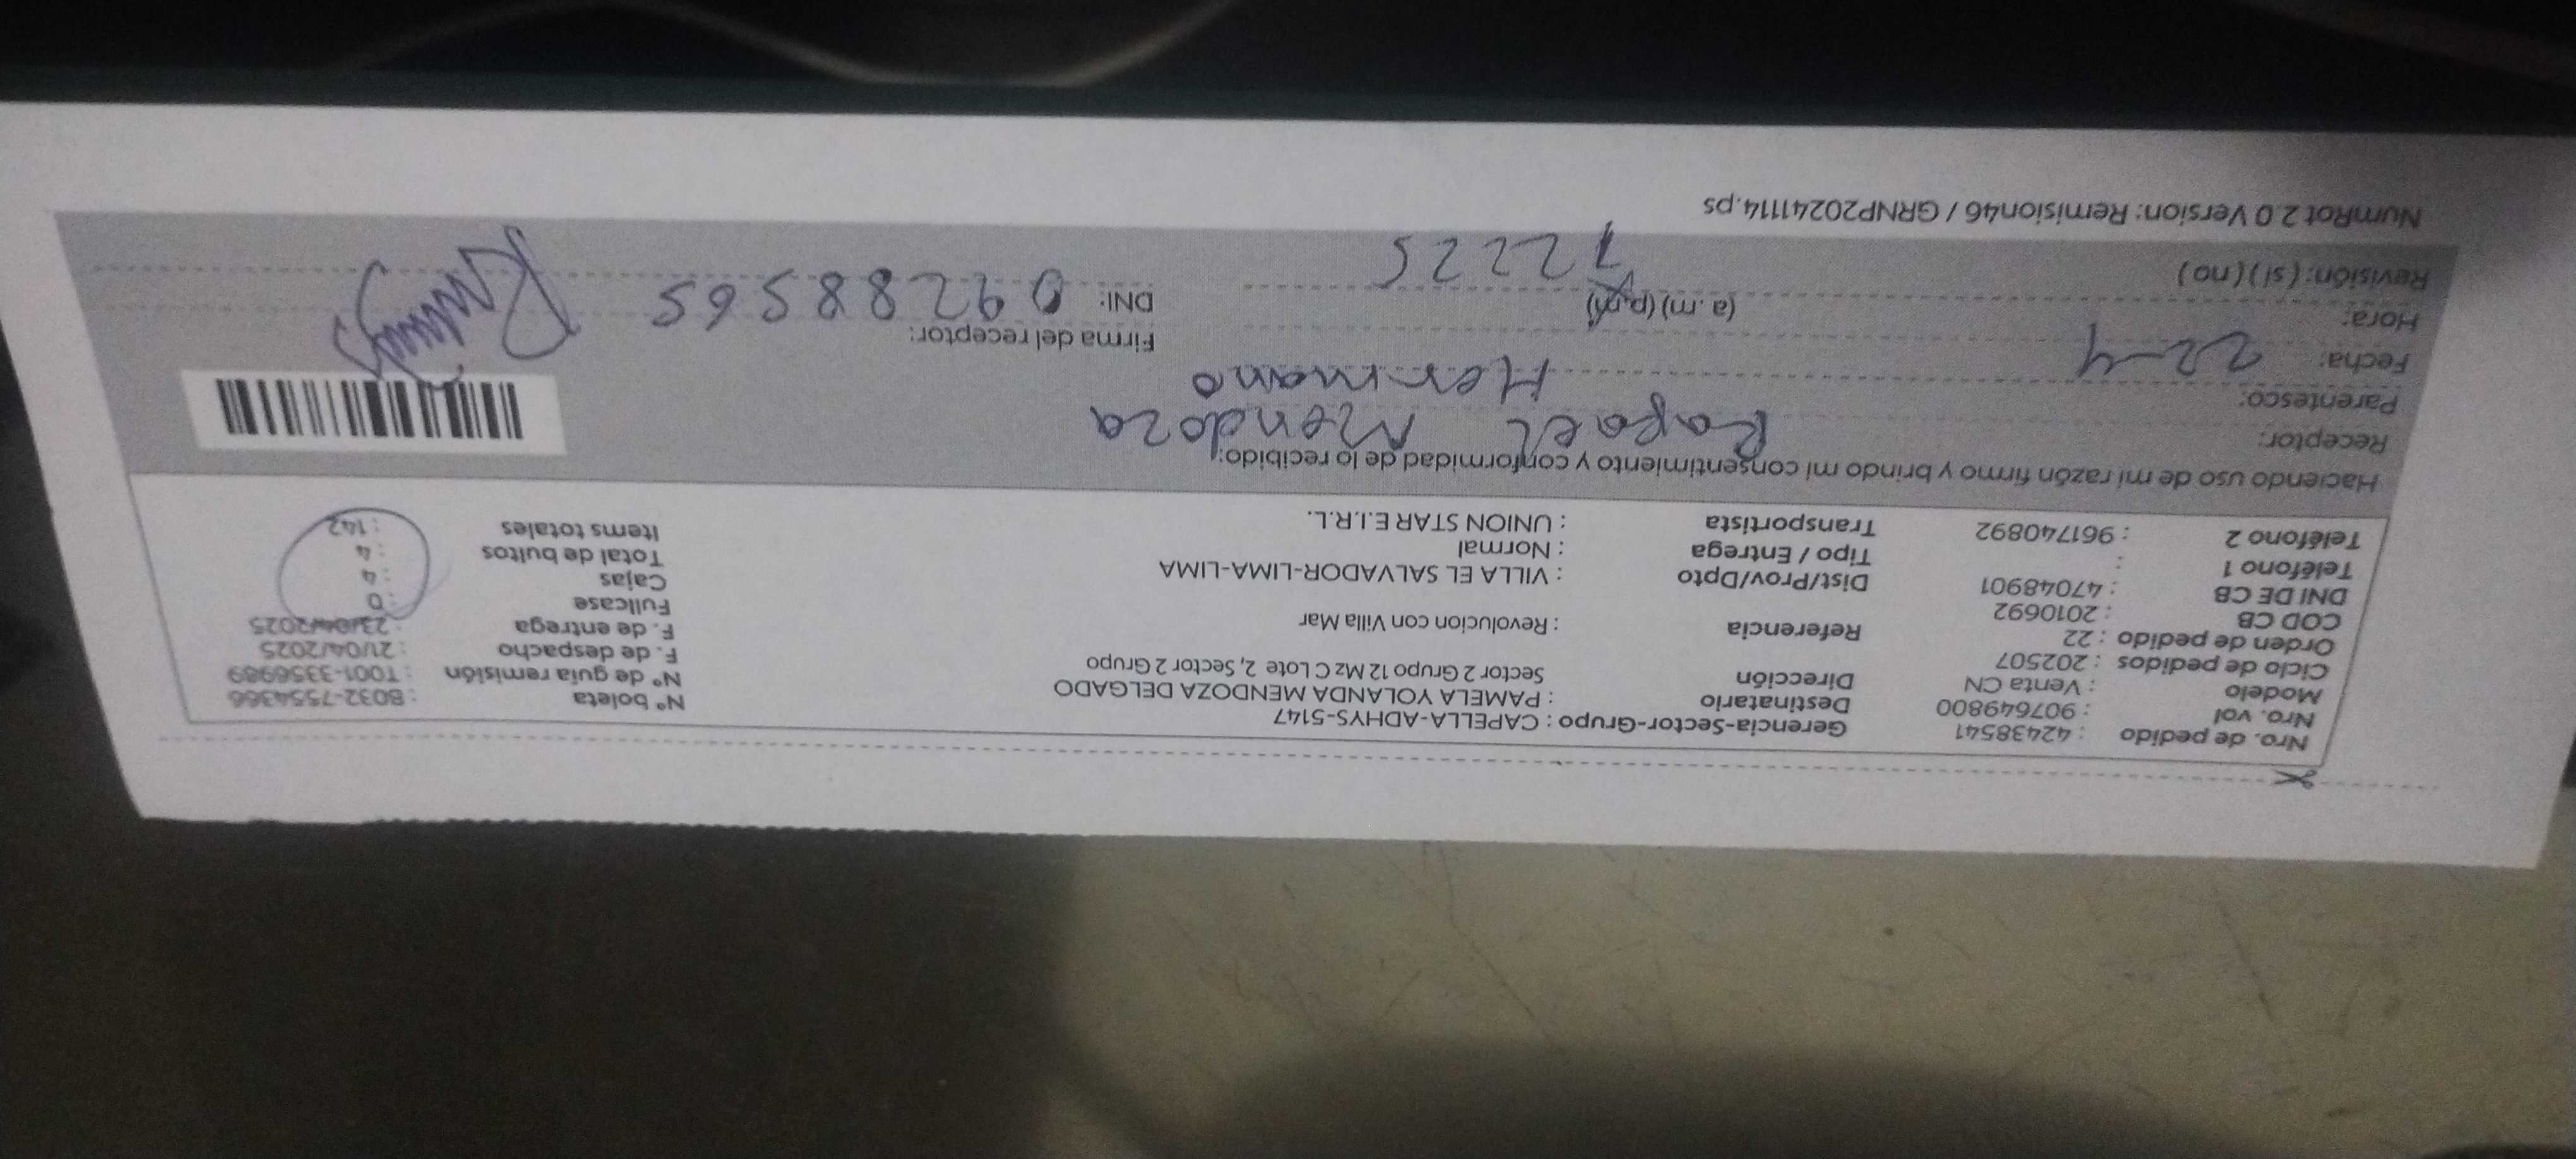 Nro. de pedido : 42438541 Gerencia-Sector-Grupo : CAPELLA-ADHYS-5147
Nro. vol : 907649800 Destinatario : PAMELA YOLANDA MENDOZA DELGADO Nº boleta : B032-7554366
Modelo : Venta CN Dirección Sector 2 Grupo 12 Mz C Lote 2, Sector 2 Grupo Nº de guía remisión : T001-3356989
Ciclo de pedidos : 202507 F. de despacho : 21/04/2025
Orden de pedido : 22 Referencia : Revolucion con Villa Mar F. de entrega : 23/04/2025
COD CB : 2010692 Fullcase : 0
DNI DE CB : 47048901 Dist/Prov/Dpto : VILLA EL SALVADOR-LIMA-LIMA Cajas : 4
Teléfono 1 : Tipo / Entrega : Normal Total de bultos : 4
Teléfono 2 : 961740892 Transportista : UNION STAR E.I.R.L. Items totales : 142
Haciendo uso de mi razón firmo y brindo mi consentimiento y conformidad de lo recibido:
Receptor: Rafael Mendoza
Parentesco: Hermano
Fecha: 22-4 Firma del receptor:
Hora: (a.m) (p.m) DNI: 09288565
Revisión: (si) (no) 72225
NumRot 2.0 Version: Remision46 / GRNP20241114.ps